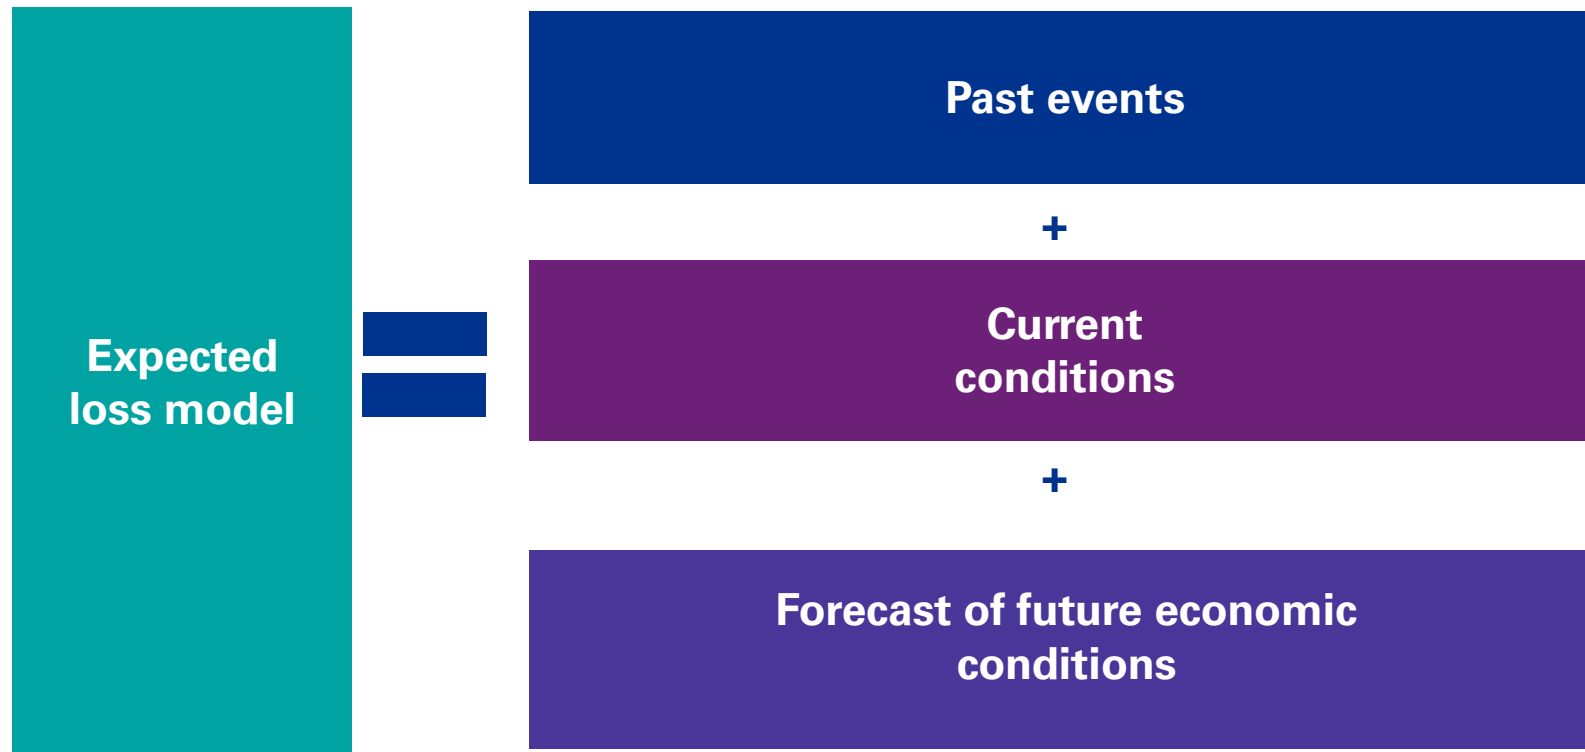 Expected
loss model
Past events
+
Current
conditions
+
Forecast of future economic
conditions